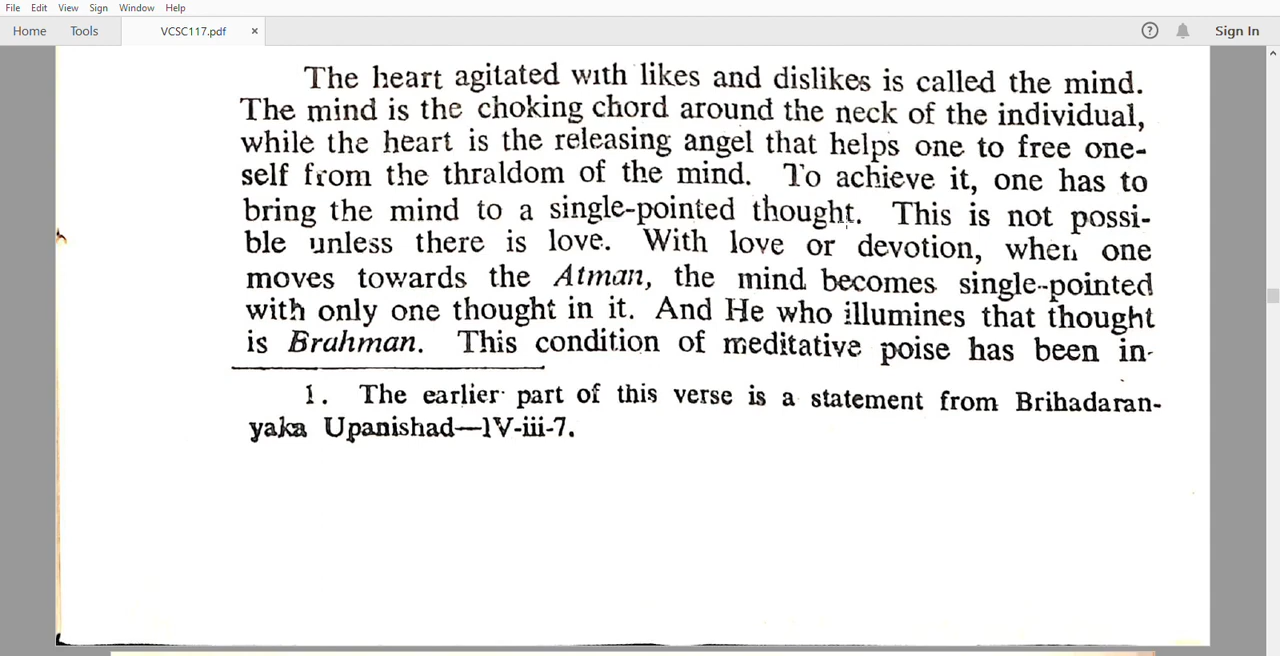 File Edit View Sign Window Help
Home Tools VCSC117.pdf × ? Sign In
The heart agitated with likes and dislikes is called the mind.
The mind is the choking chord around the neck of the individual,
while the heart is the releasing angel that helps one to free one-
self from the thraldom of the mind. To achieve it, one has to
bring the mind to a single-pointed thought. This is not possi-
ble unless there is love. With love or devotion, when one
moves towards the Atman, the mind becomes single-pointed
with only one thought in it. And He who illumines that thought
is Brahman. This condition of meditative poise has been in-
1. The earlier part of this verse is a statement from Brihadaran-
yaka Upanishad—IV-iii-7.